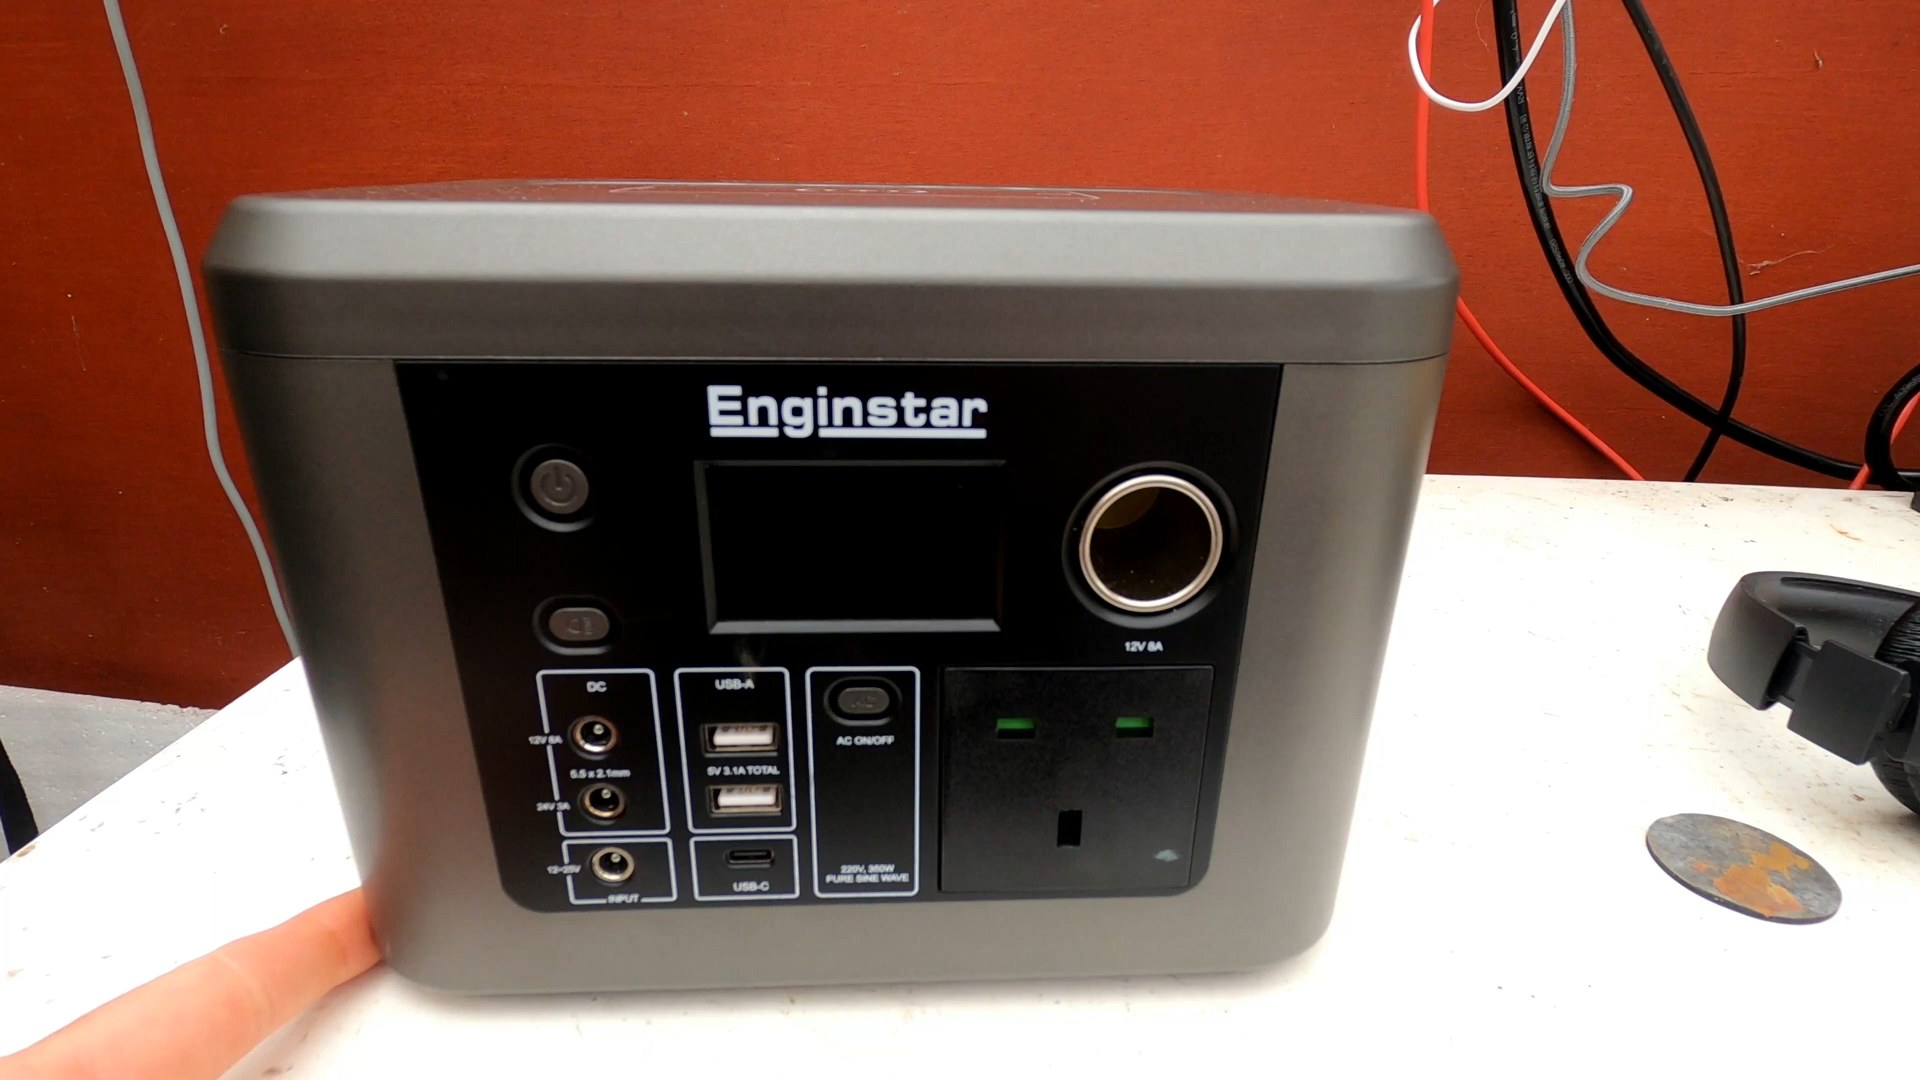 Enginstar
12V 8A
DC
USB-A
12V 6A
AC ON/OFF
5.5 x 2.1mm
5V 3.1A TOTAL
24V 3A
12~25V
220V, 350W
PURE SINE WAVE
USB-C
INPUT